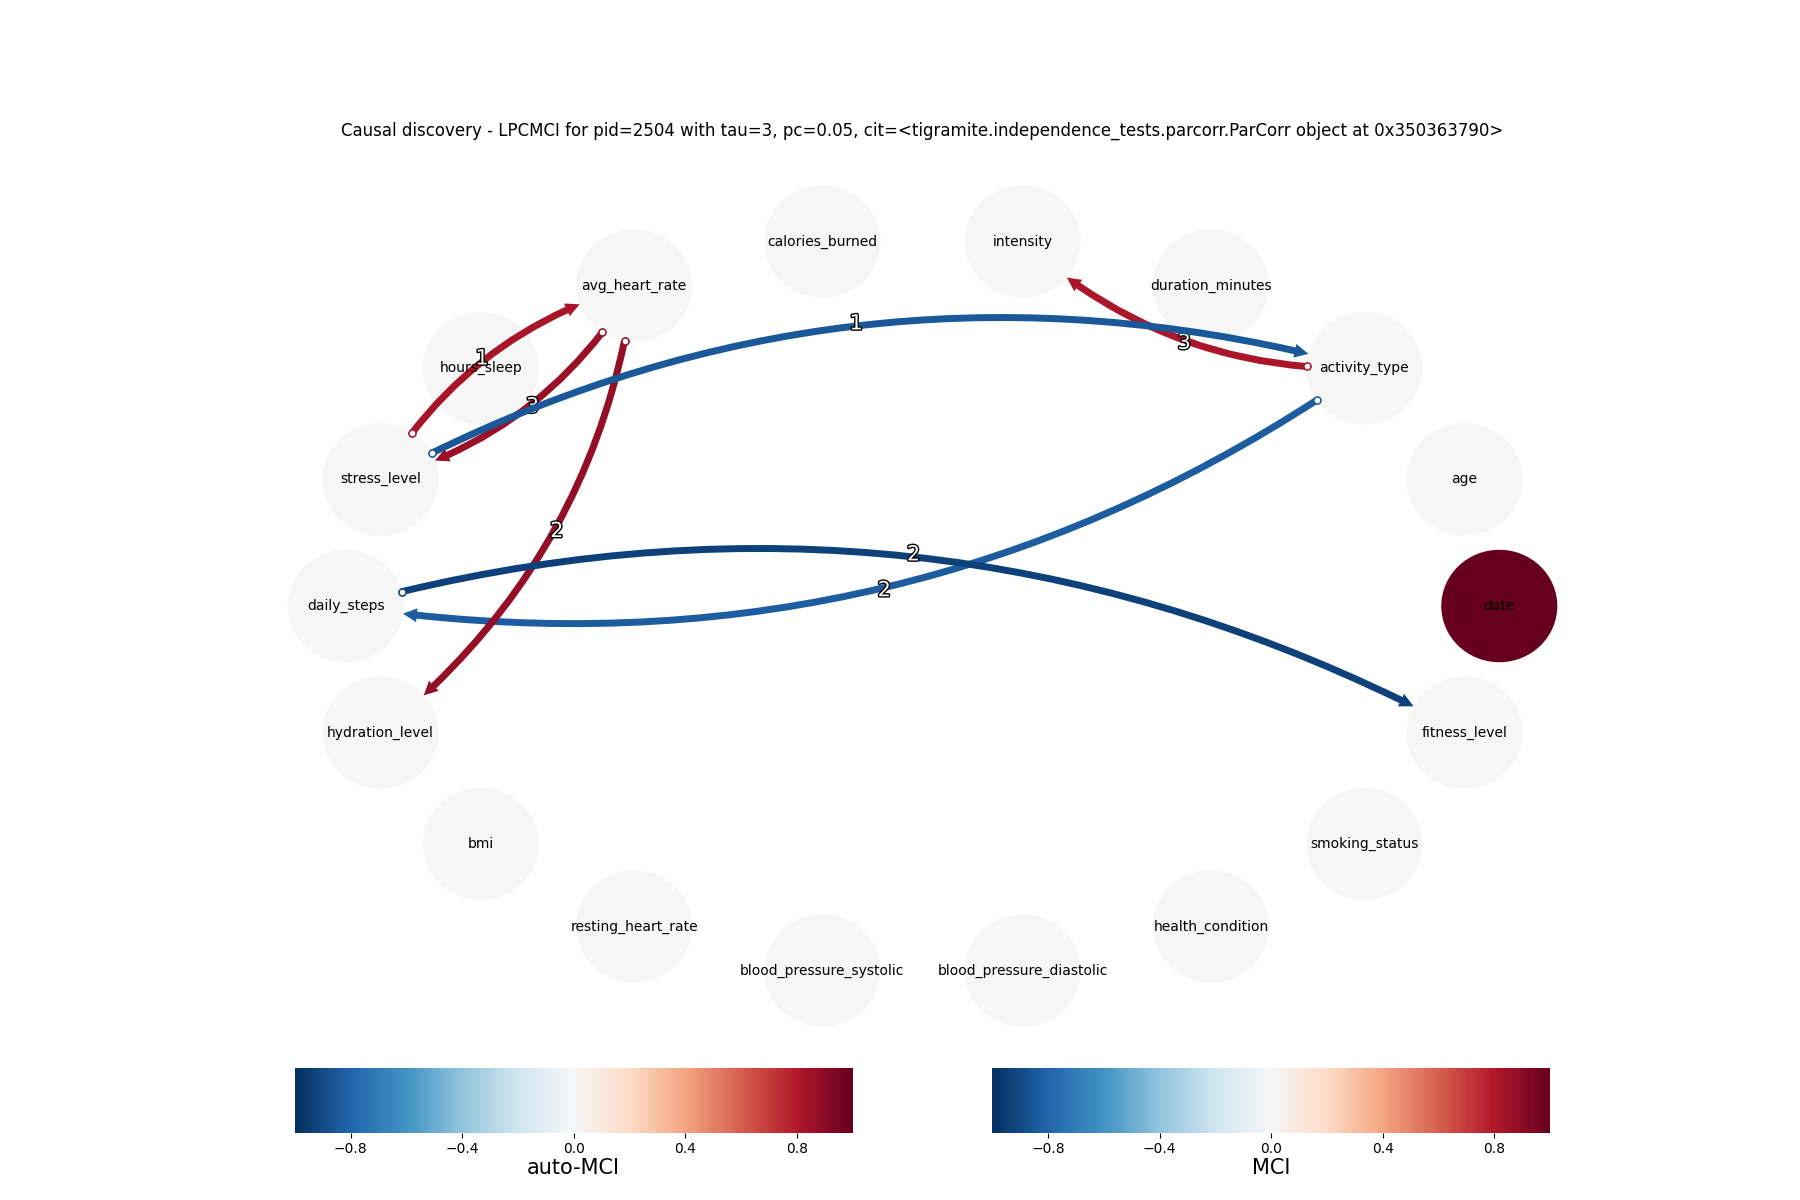 Causal discovery - LPCMCI for pid=2504 with tau=3, pc=0.05, cit=<tigramite.independence_tests.parcorr.ParCorr object at 0x350363790>
calories_burned
intensity
avg_heart_rate
duration_minutes
1
3
1
hours_sleep
activity_type
3
stress_level
age
2
2
2
daily_steps
date
hydration_level
fitness_level
bmi
smoking_status
resting_heart_rate
health_condition
blood_pressure_systolic
blood_pressure_diastolic
−0.8 −0.4 0.0 0.4 0.8
auto-MCI
−0.8 −0.4 0.0 0.4 0.8
MCI